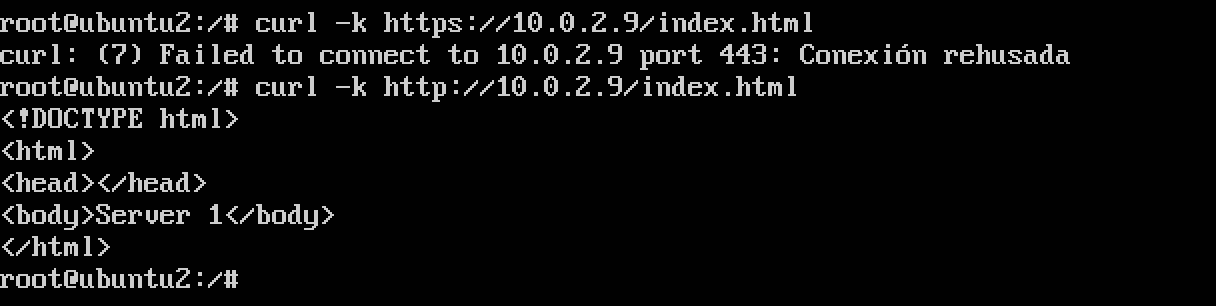 root@ubuntu2:/# curl -k https://10.0.2.9/index.html
curl: (7) Failed to connect to 10.0.2.9 port 443: Conexión rehusada
root@ubuntu2:/# curl -k http://10.0.2.9/index.html
<!DOCTYPE html>
<html>
<head></head>
<body>Server 1</body>
</html>
root@ubuntu2:/#